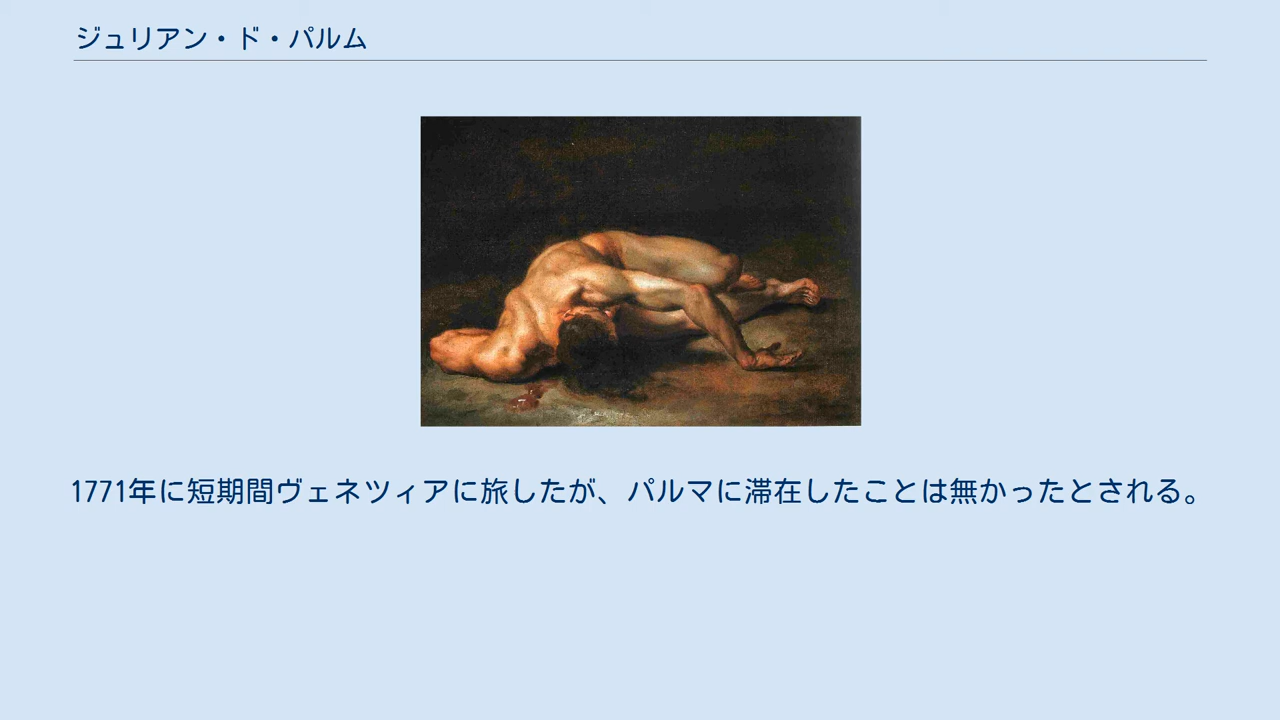 ジュリアン・ド・パルム
1771年に短期間ヴェネツィアに旅したが、パルマに滞在したことは無かったとされる。